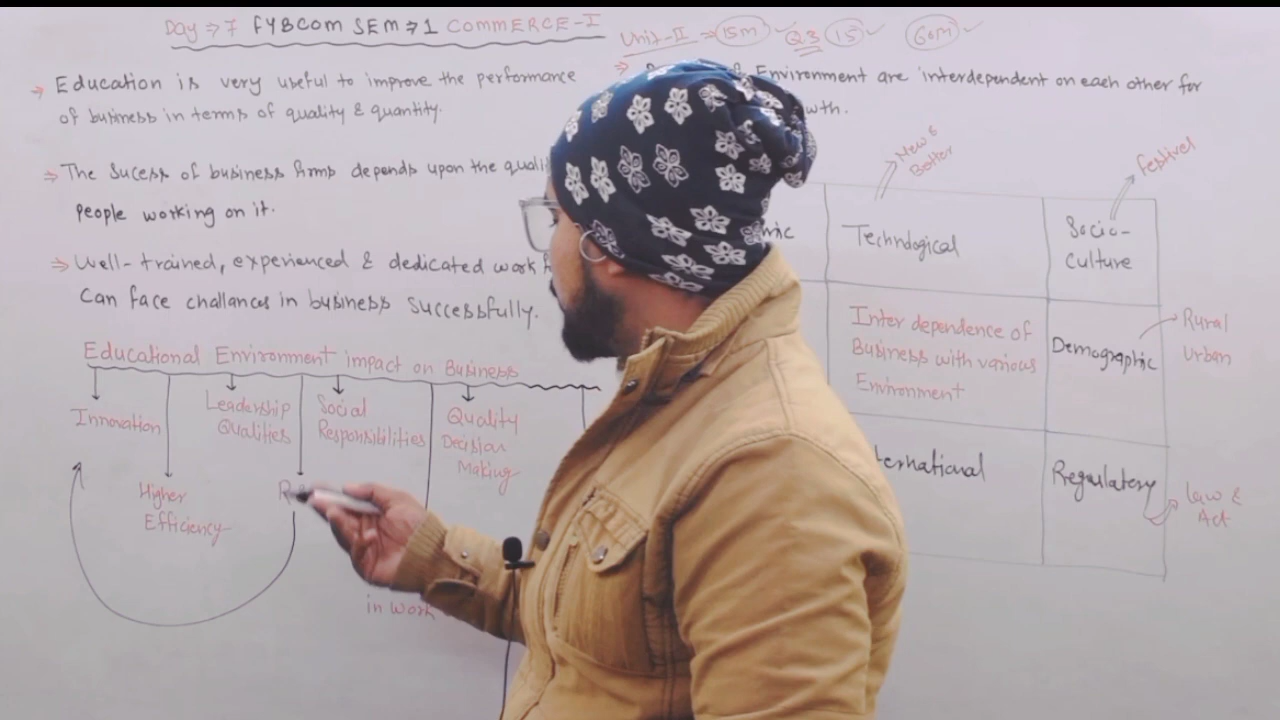 Day ⇒ 7 FYBCOM SEM ⇒ 1 COMMERCE-I
Unit-II ⇒ 15m ✓ Q3 15 ✓ 60m ✓
⇒ Education is very useful to improve the performance
of business in terms of quality & quantity.
⇒ The Sucess of business firms depends upon the
People working on it.
⇒ Well-trained, experienced & dedicated work
Can face challances in business successfully.
Educational Environment impact on Business
Innovation
Leadership
Qualities
Social
Responsibilities
Quality
Decision
Making
Higher
Efficiency
in work
⇒ Environment are interdependent on each other for
New &
Better
Festivel
Technological
Socio-
Culture
Inter dependence of
Business with various
Environment
Demographic
Rural
Urban
Regulatory
Law &
Act